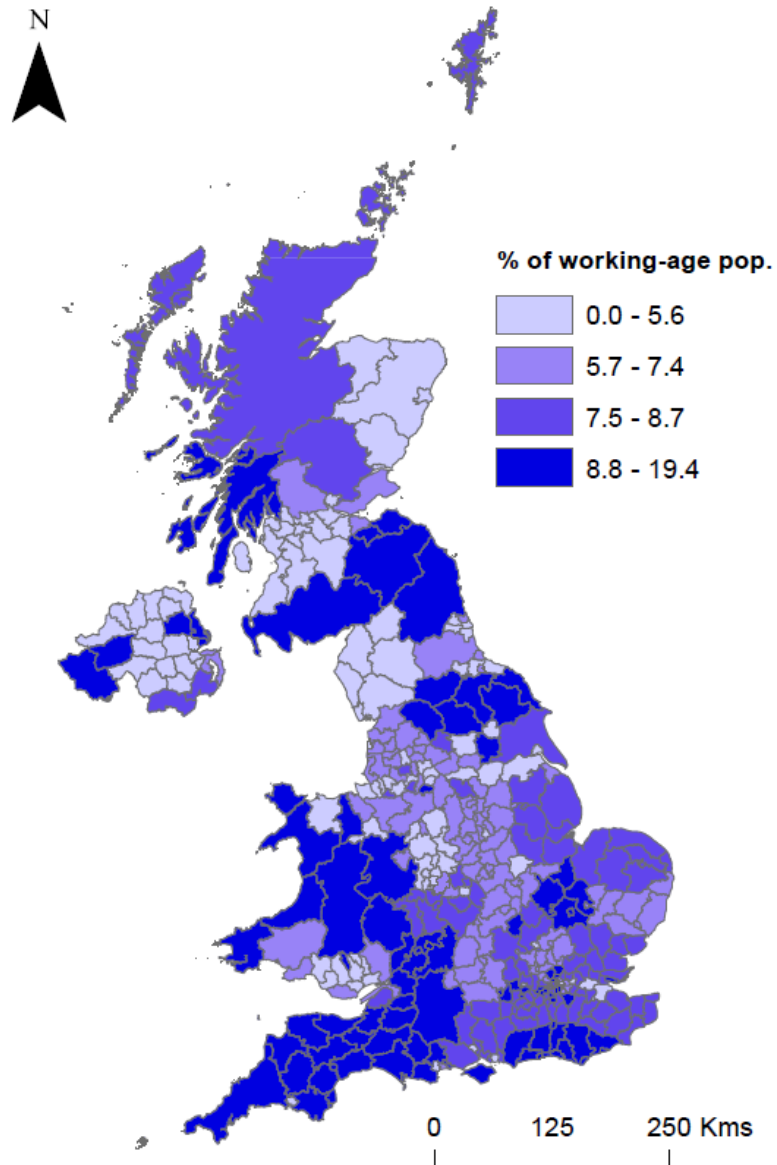 N
% of working-age pop.
0.0 - 5.6
5.7 - 7.4
7.5 - 8.7
8.8 - 19.4
0 125 250 Kms